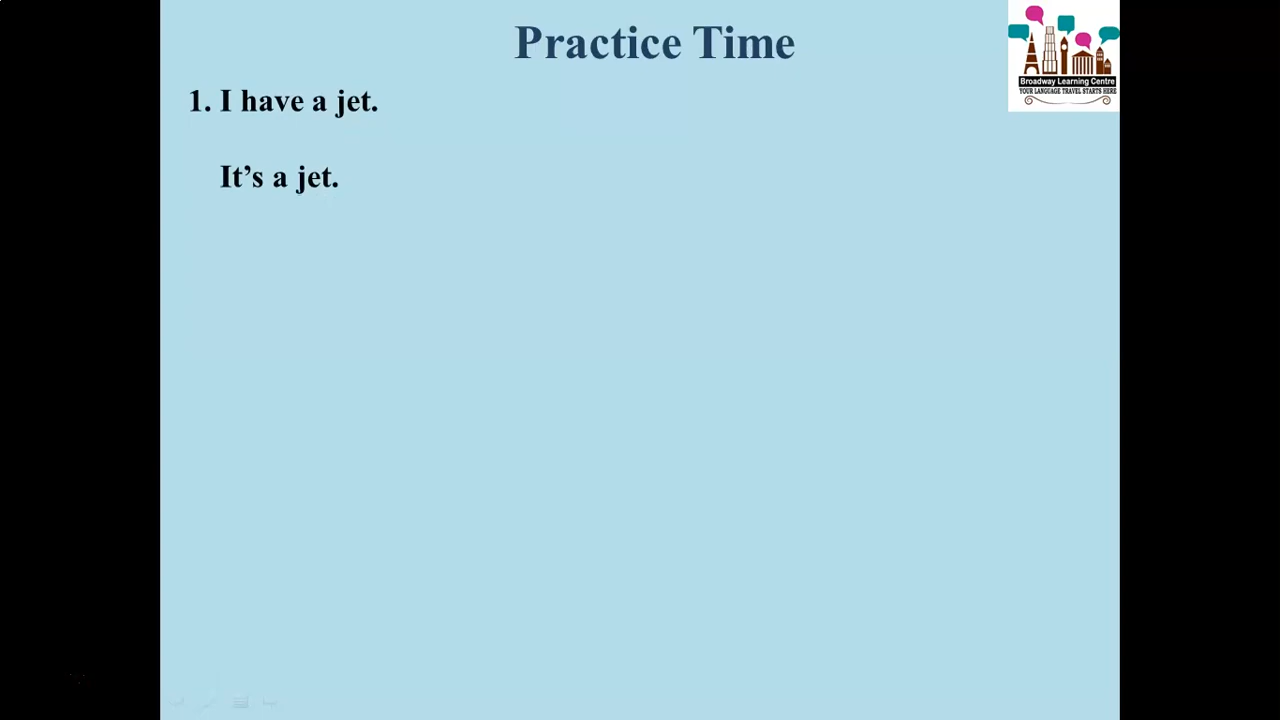 Practice Time
Broadway Learning Centre
YOUR LANGUAGE TRAVEL STARTS HERE
1. I have a jet.
It’s a jet.